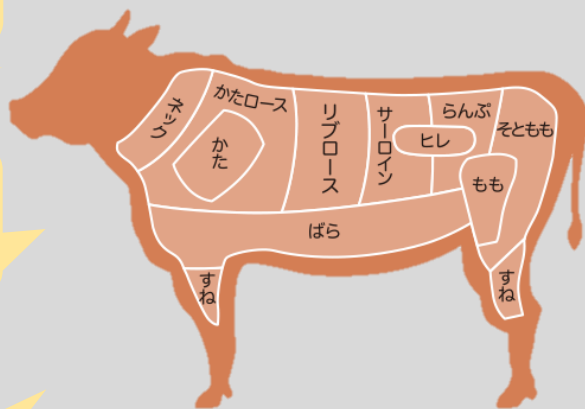 ネック
かたロース
かた
リブロース
サーロイン
ヒレ
らんぷ
そともも
もも
ばら
すね
すね